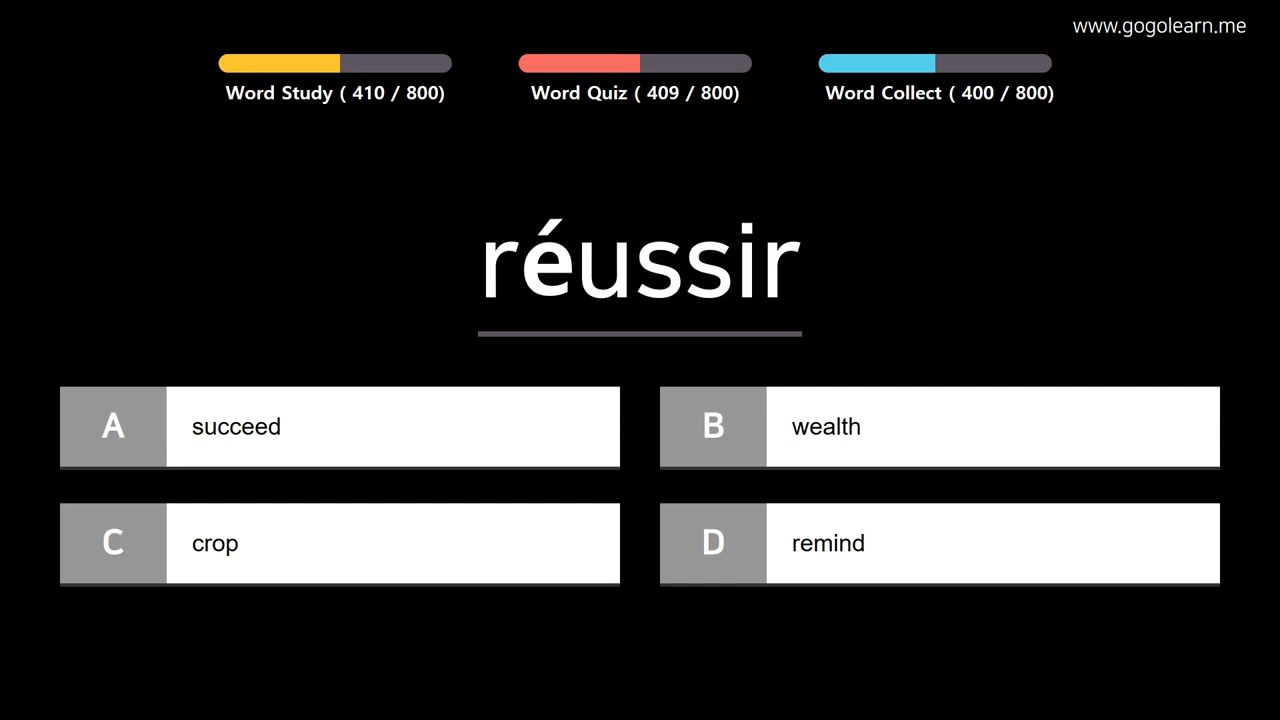 www.gogolearn.me
Word Study ( 410 / 800)
Word Quiz ( 409 / 800)
Word Collect ( 400 / 800)
réussir
A succeed
B wealth
C crop
D remind